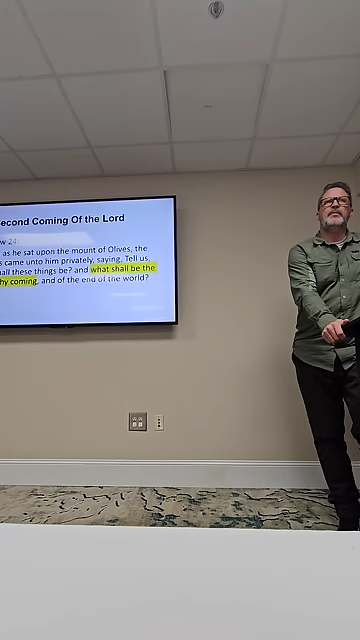 econd Coming Of the Lord
w 24:
as he sat upon the mount of Olives, the
s came unto him privately, saying, Tell us,
hall these things be? and what shall be the
hy coming, and of the end of the world?